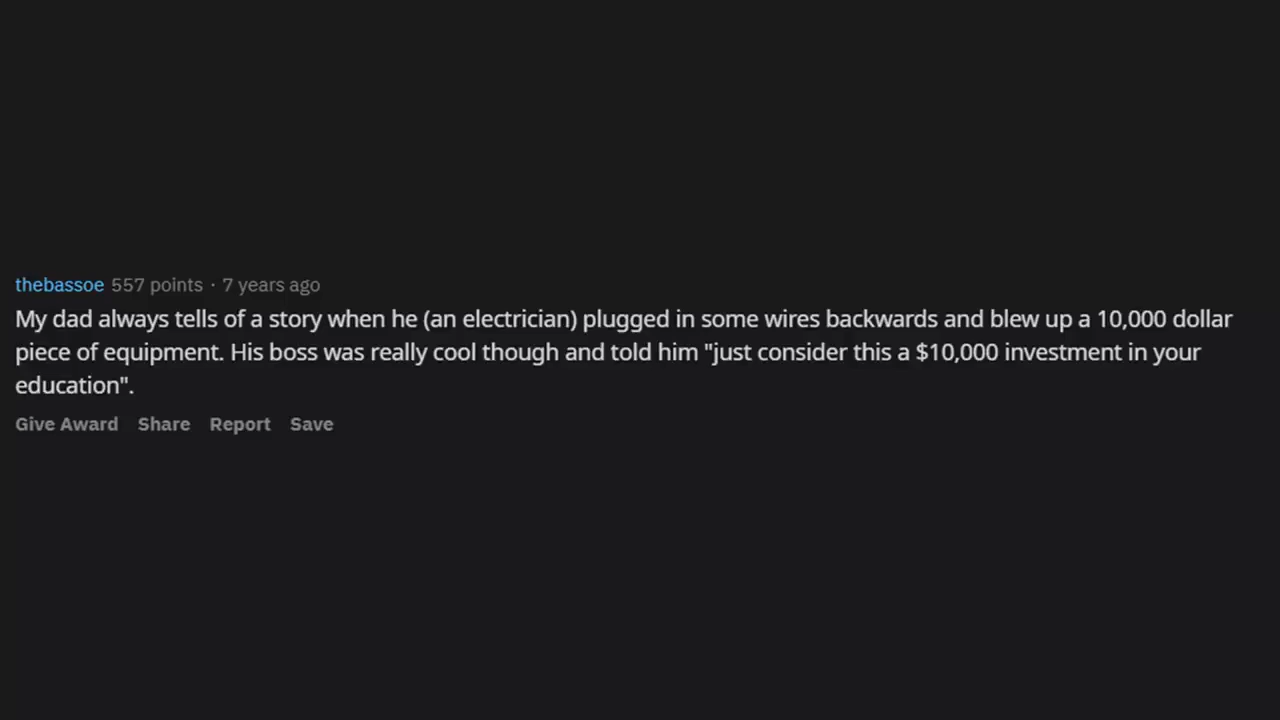 thebassoe 557 points · 7 years ago
My dad always tells of a story when he (an electrician) plugged in some wires backwards and blew up a 10,000 dollar
piece of equipment. His boss was really cool though and told him "just consider this a $10,000 investment in your
education".
Give Award Share Report Save